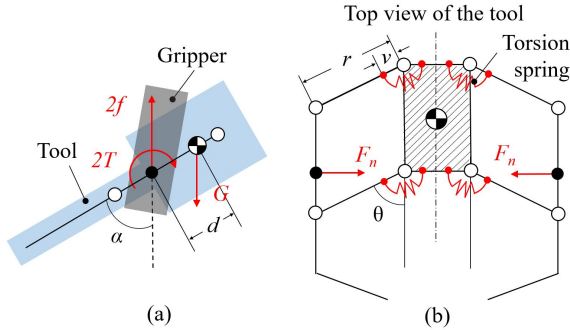 Gripper
2f
Tool
2T
G
α
d
(a)
Top view of the tool
r
v
Torsion
spring
F_n
F_n
θ
(b)